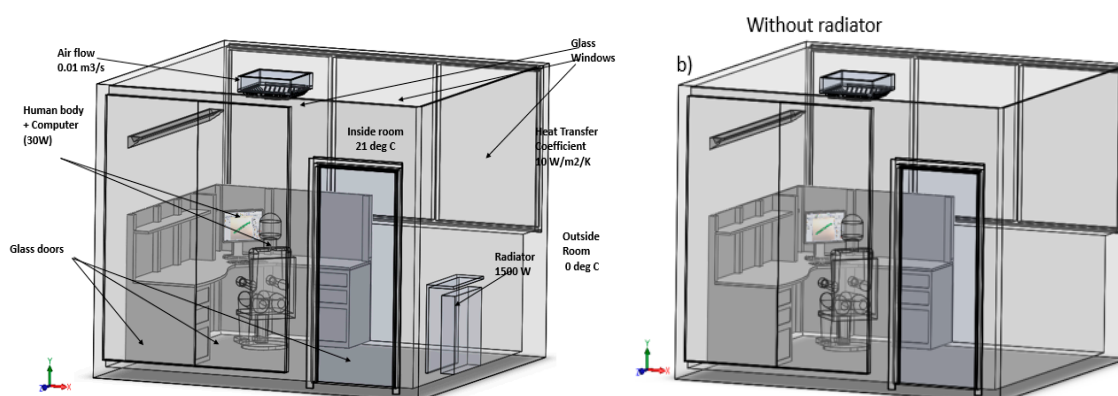 Without radiator
b)
Air flow
0.01 m3/s
Glass
Windows
Human body
+ Computer
(30W)
Inside room
21 deg C
Heat Transfer
Coefficient
10 W/m2/K
Glass doors
Radiator
1500 W
Outside
Room
0 deg C
Y
Z
X
Y
Z
X